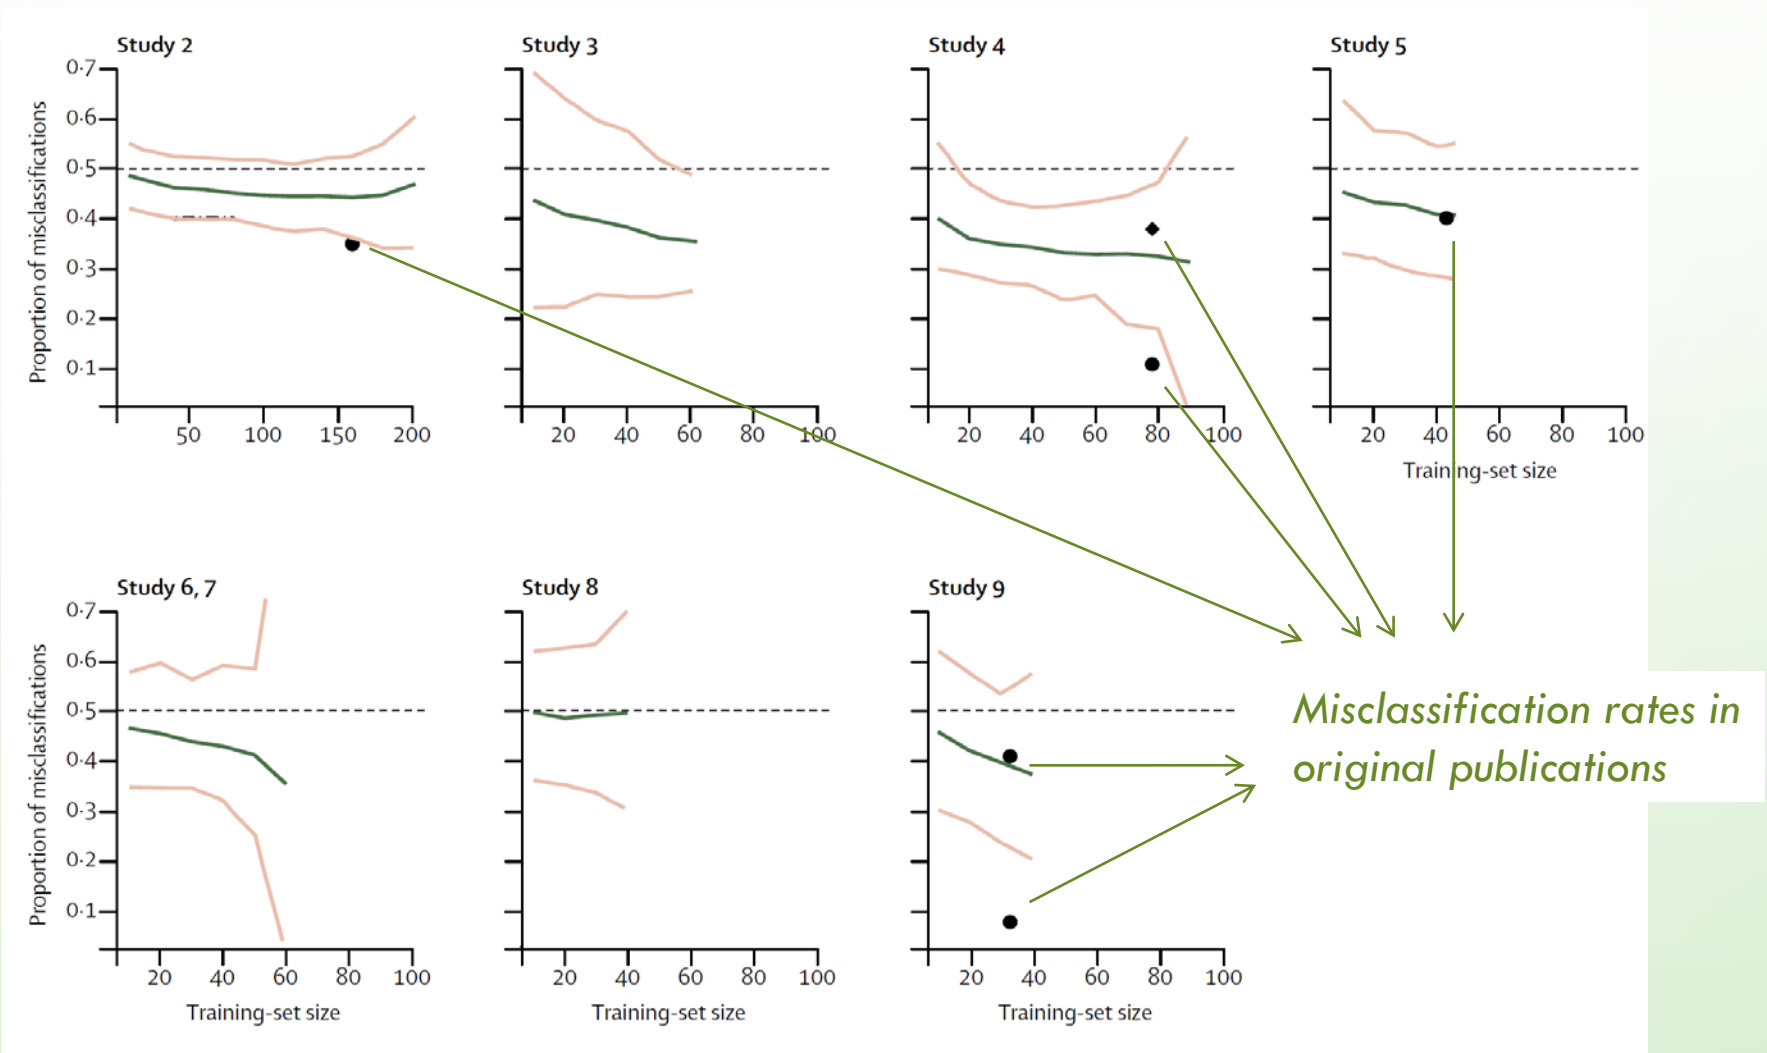 Study 2
Study 3
Study 4
Study 5
Proportion of misclassifications
0·7
0·6
0·5
0·4
0·3
0·2
0·1
50 100 150 200
20 40 60 80 100
20 40 60 80 100
20 40 60 80 100
Training-set size
Study 6, 7
Study 8
Study 9
Proportion of misclassifications
0·7
0·6
0·5
0·4
0·3
0·2
0·1
20 40 60 80 100
20 40 60 80 100
20 40 60 80 100
Training-set size
Training-set size
Training-set size
Misclassification rates in
original publications